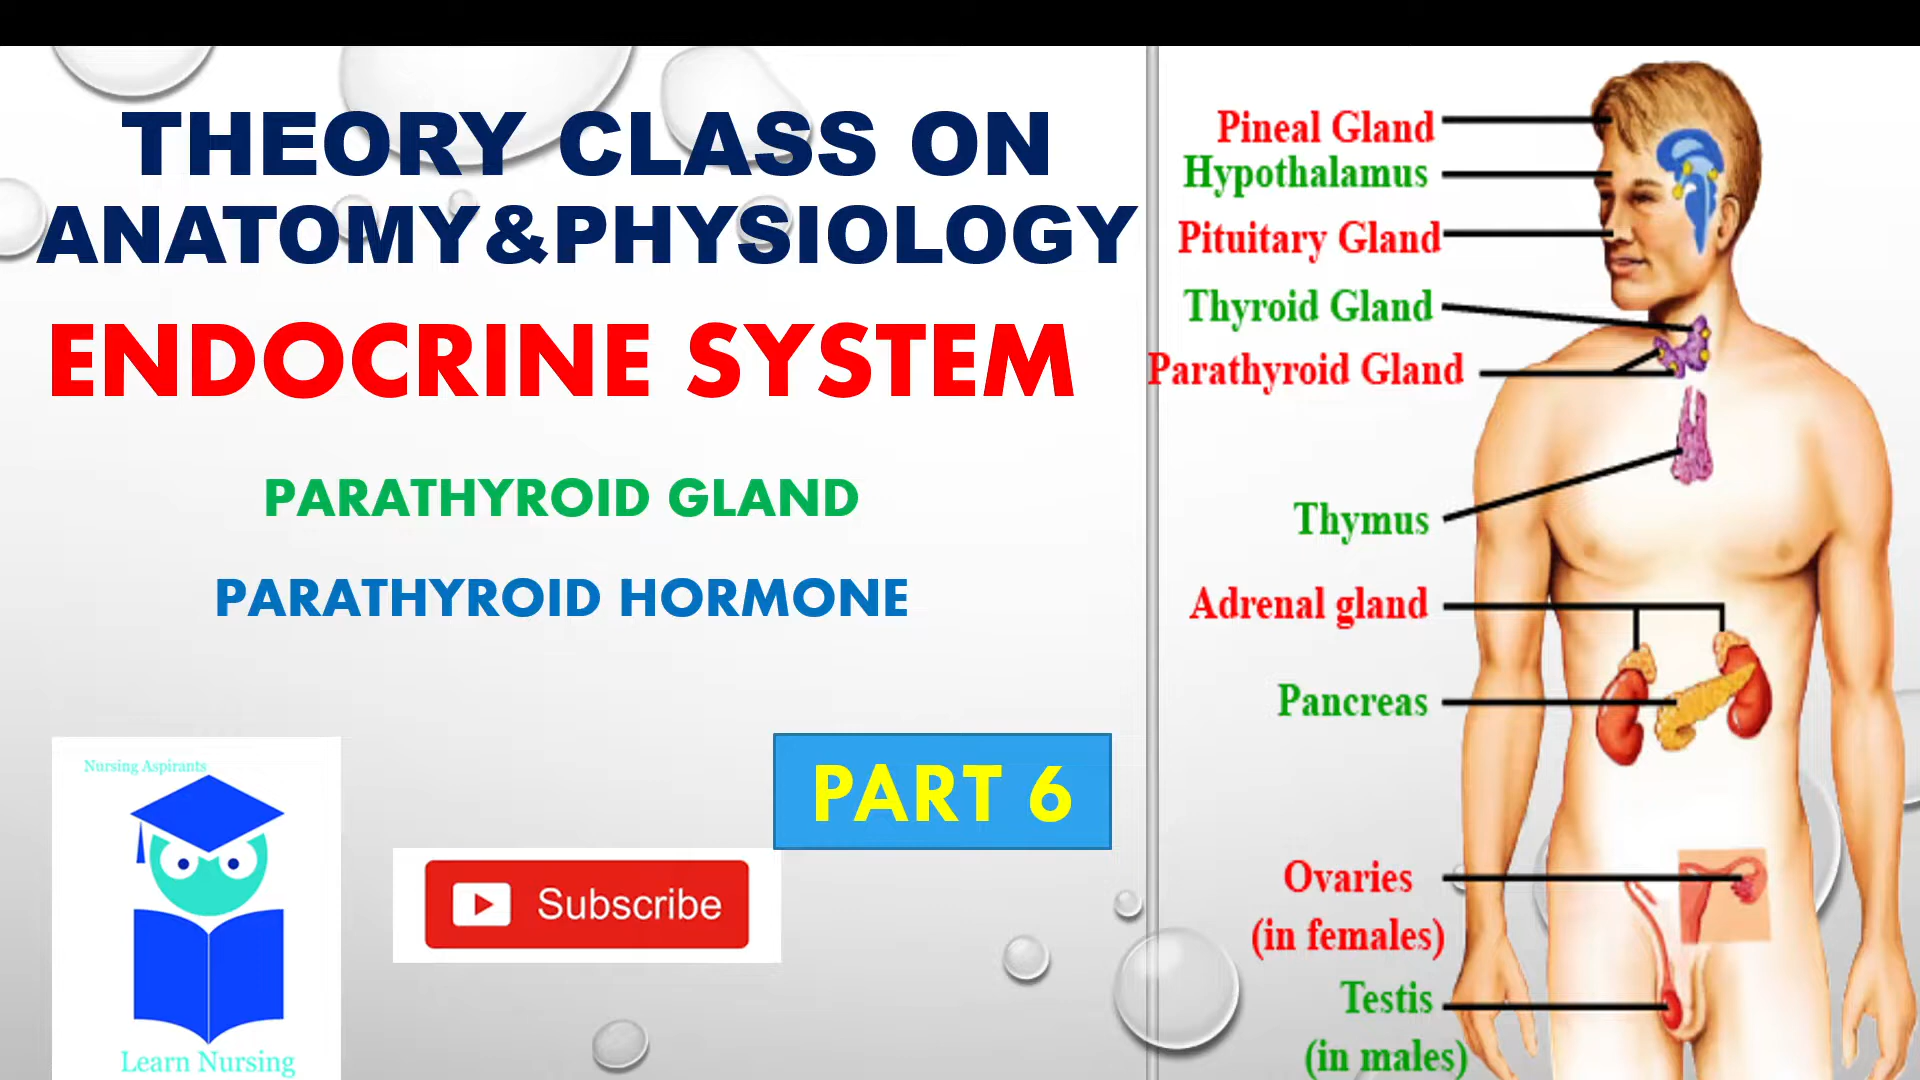 THEORY CLASS ON
ANATOMY&PHYSIOLOGY
ENDOCRINE SYSTEM
PARATHYROID GLAND
PARATHYROID HORMONE
PART 6
Nursing Aspirants
Learn Nursing
Subscribe
Pineal Gland
Hypothalamus
Pituitary Gland
Thyroid Gland
Parathyroid Gland
Thymus
Adrenal gland
Pancreas
Ovaries
(in females)
Testis
(in males)